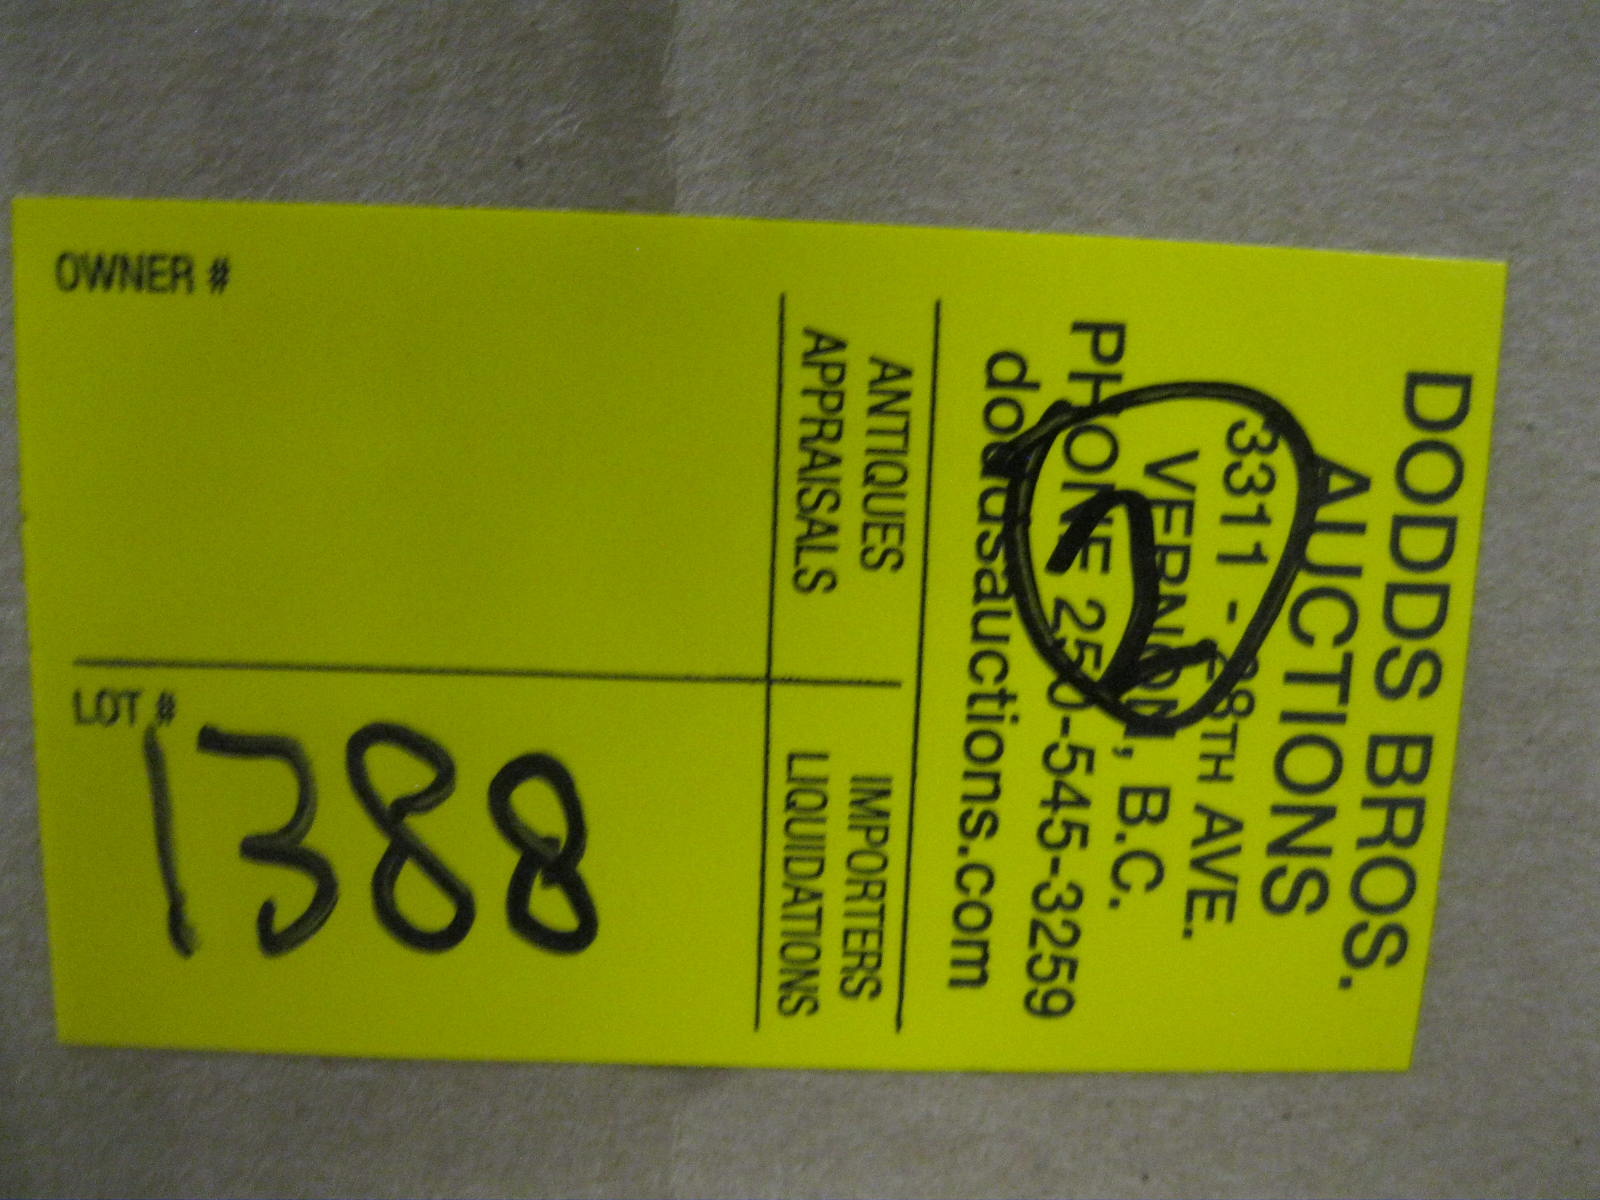 DODDS BROS.
AUCTIONS
3311 - 28TH AVE.
VERNON, B.C.
PHONE 250-545-3259
doddsauctions.com
ANTIQUES
APPRAISALS
IMPORTERS
LIQUIDATIONS
OWNER #
LOT #
1388
2